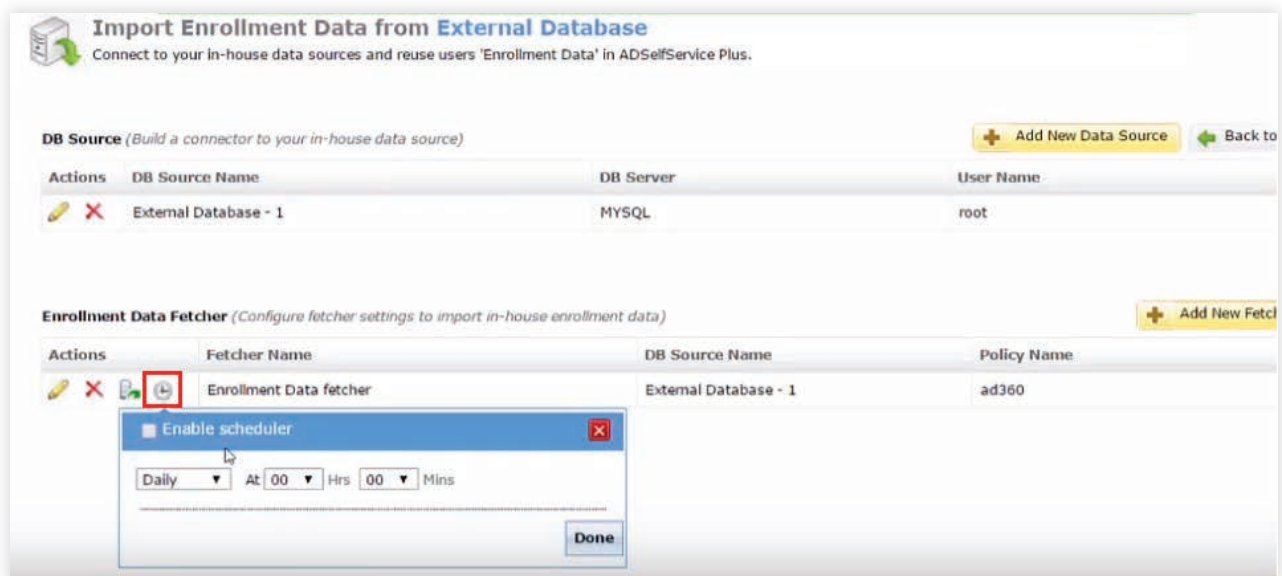 Import Enrollment Data from External Database
Connect to your in-house data sources and reuse users 'Enrollment Data' in ADSelfService Plus.
DB Source (Build a connector to your in-house data source)
Add New Data Source
Back to
Actions DB Source Name DB Server User Name
External Database - 1 MYSQL root
Enrollment Data Fetcher (Configure fetcher settings to import in-house enrollment data)
Add New Fetch
Actions Fetcher Name DB Source Name Policy Name
Enrollment Data fetcher External Database - 1 ad360
Enable scheduler
Daily At 00 Hrs 00 Mins
Done